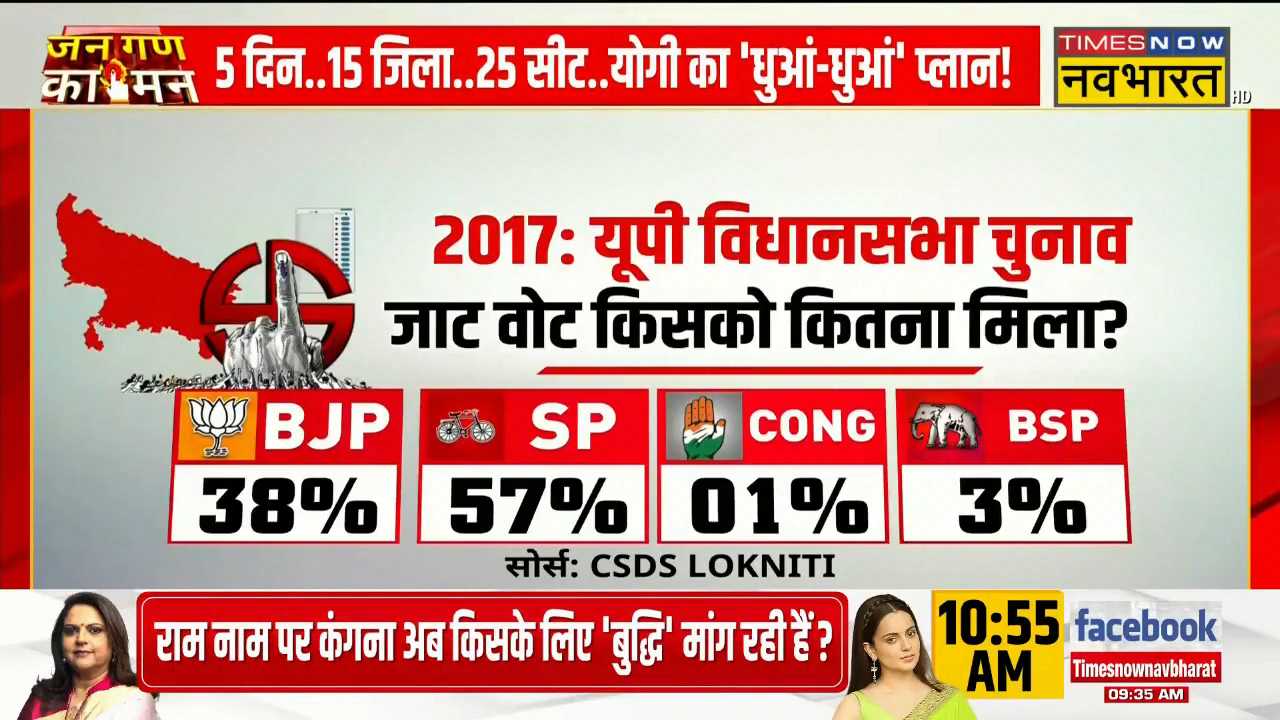 जन गण
का मन
5 दिन..15 जिला..25 सीट..योगी का 'धुआं-धुआं' प्लान!
TIMES NOW
नवभारत
HD
2017: यूपी विधानसभा चुनाव
जाट वोट किसको कितना मिला?
BJP SP CONG BSP
38% 57% 01% 3%
सोर्स: CSDS LOKNITI
राम नाम पर कंगना अब किसके लिए 'बुद्धि' मांग रही हैं?
10:55
AM
facebook
Timesnownavbharat
09:35 AM